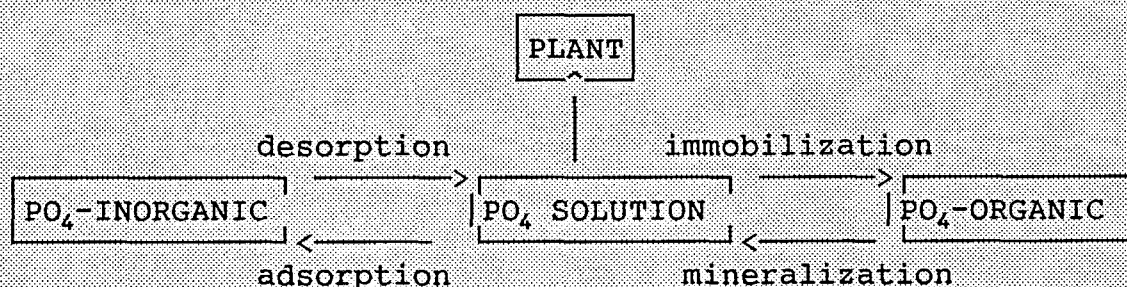 PLANT
desorption immobilization
PO₄-INORGANIC PO₄ SOLUTION PO₄-ORGANIC
adsorption mineralization